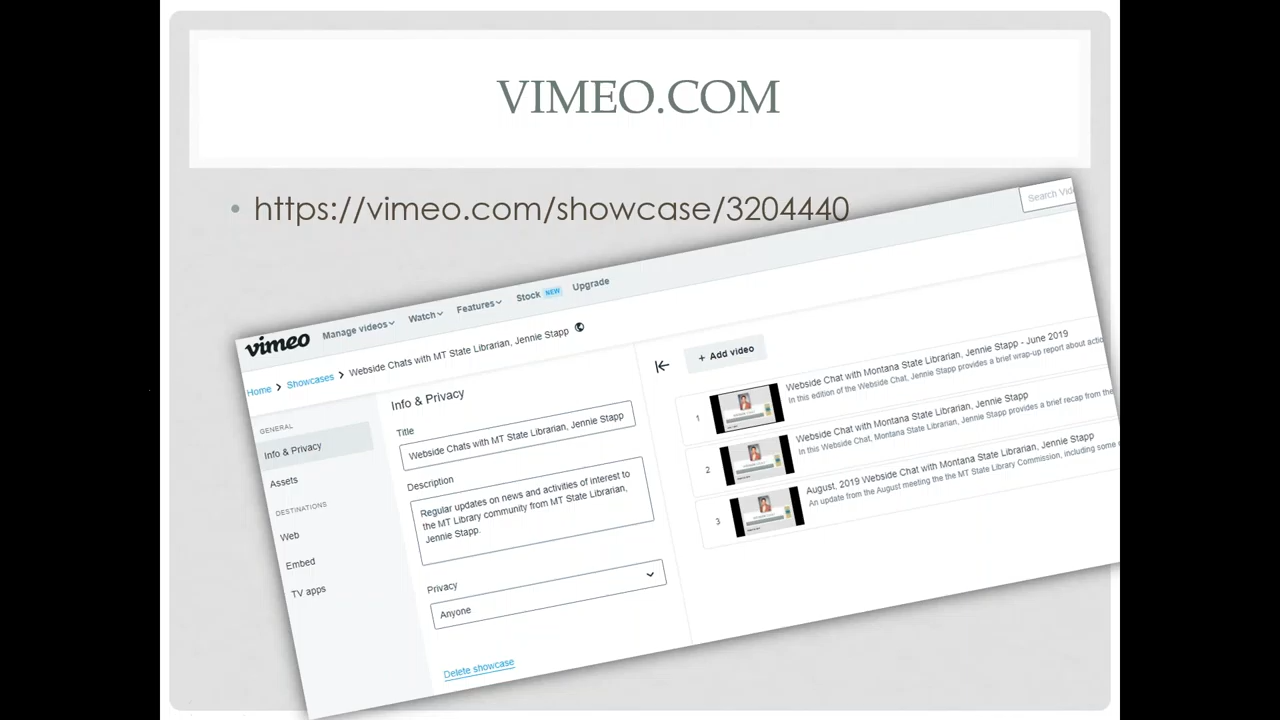 VIMEO.COM
• https://vimeo.com/showcase/3204440
Search Vid
vimeo Manage videos Watch Features Stock NEW Upgrade
Home > Showcases > Webside Chats with MT State Librarian, Jennie Stapp
GENERAL
Info & Privacy
Assets
DESTINATIONS
Web
Embed
TV apps
Info & Privacy
Title
Webside Chats with MT State Librarian, Jennie Stapp
Description
Regular updates on news and activities of interest to
the MT Library community from MT State Librarian,
Jennie Stapp.
Privacy
Anyone
Delete showcase
+ Add video
1
Webside Chat with Montana State Librarian, Jennie Stapp - June 2019
In this edition of the Webside Chat, Jennie Stapp provides a brief wrap-up report about actio
2
Webside Chat with Montana State Librarian, Jennie Stapp
In this Webside Chat, Montana State Librarian, Jennie Stapp provides a brief recap from the
3
August, 2019 Webside Chat with Montana State Librarian, Jennie Stapp
An update from the August meeting the the MT State Library Commission, including some